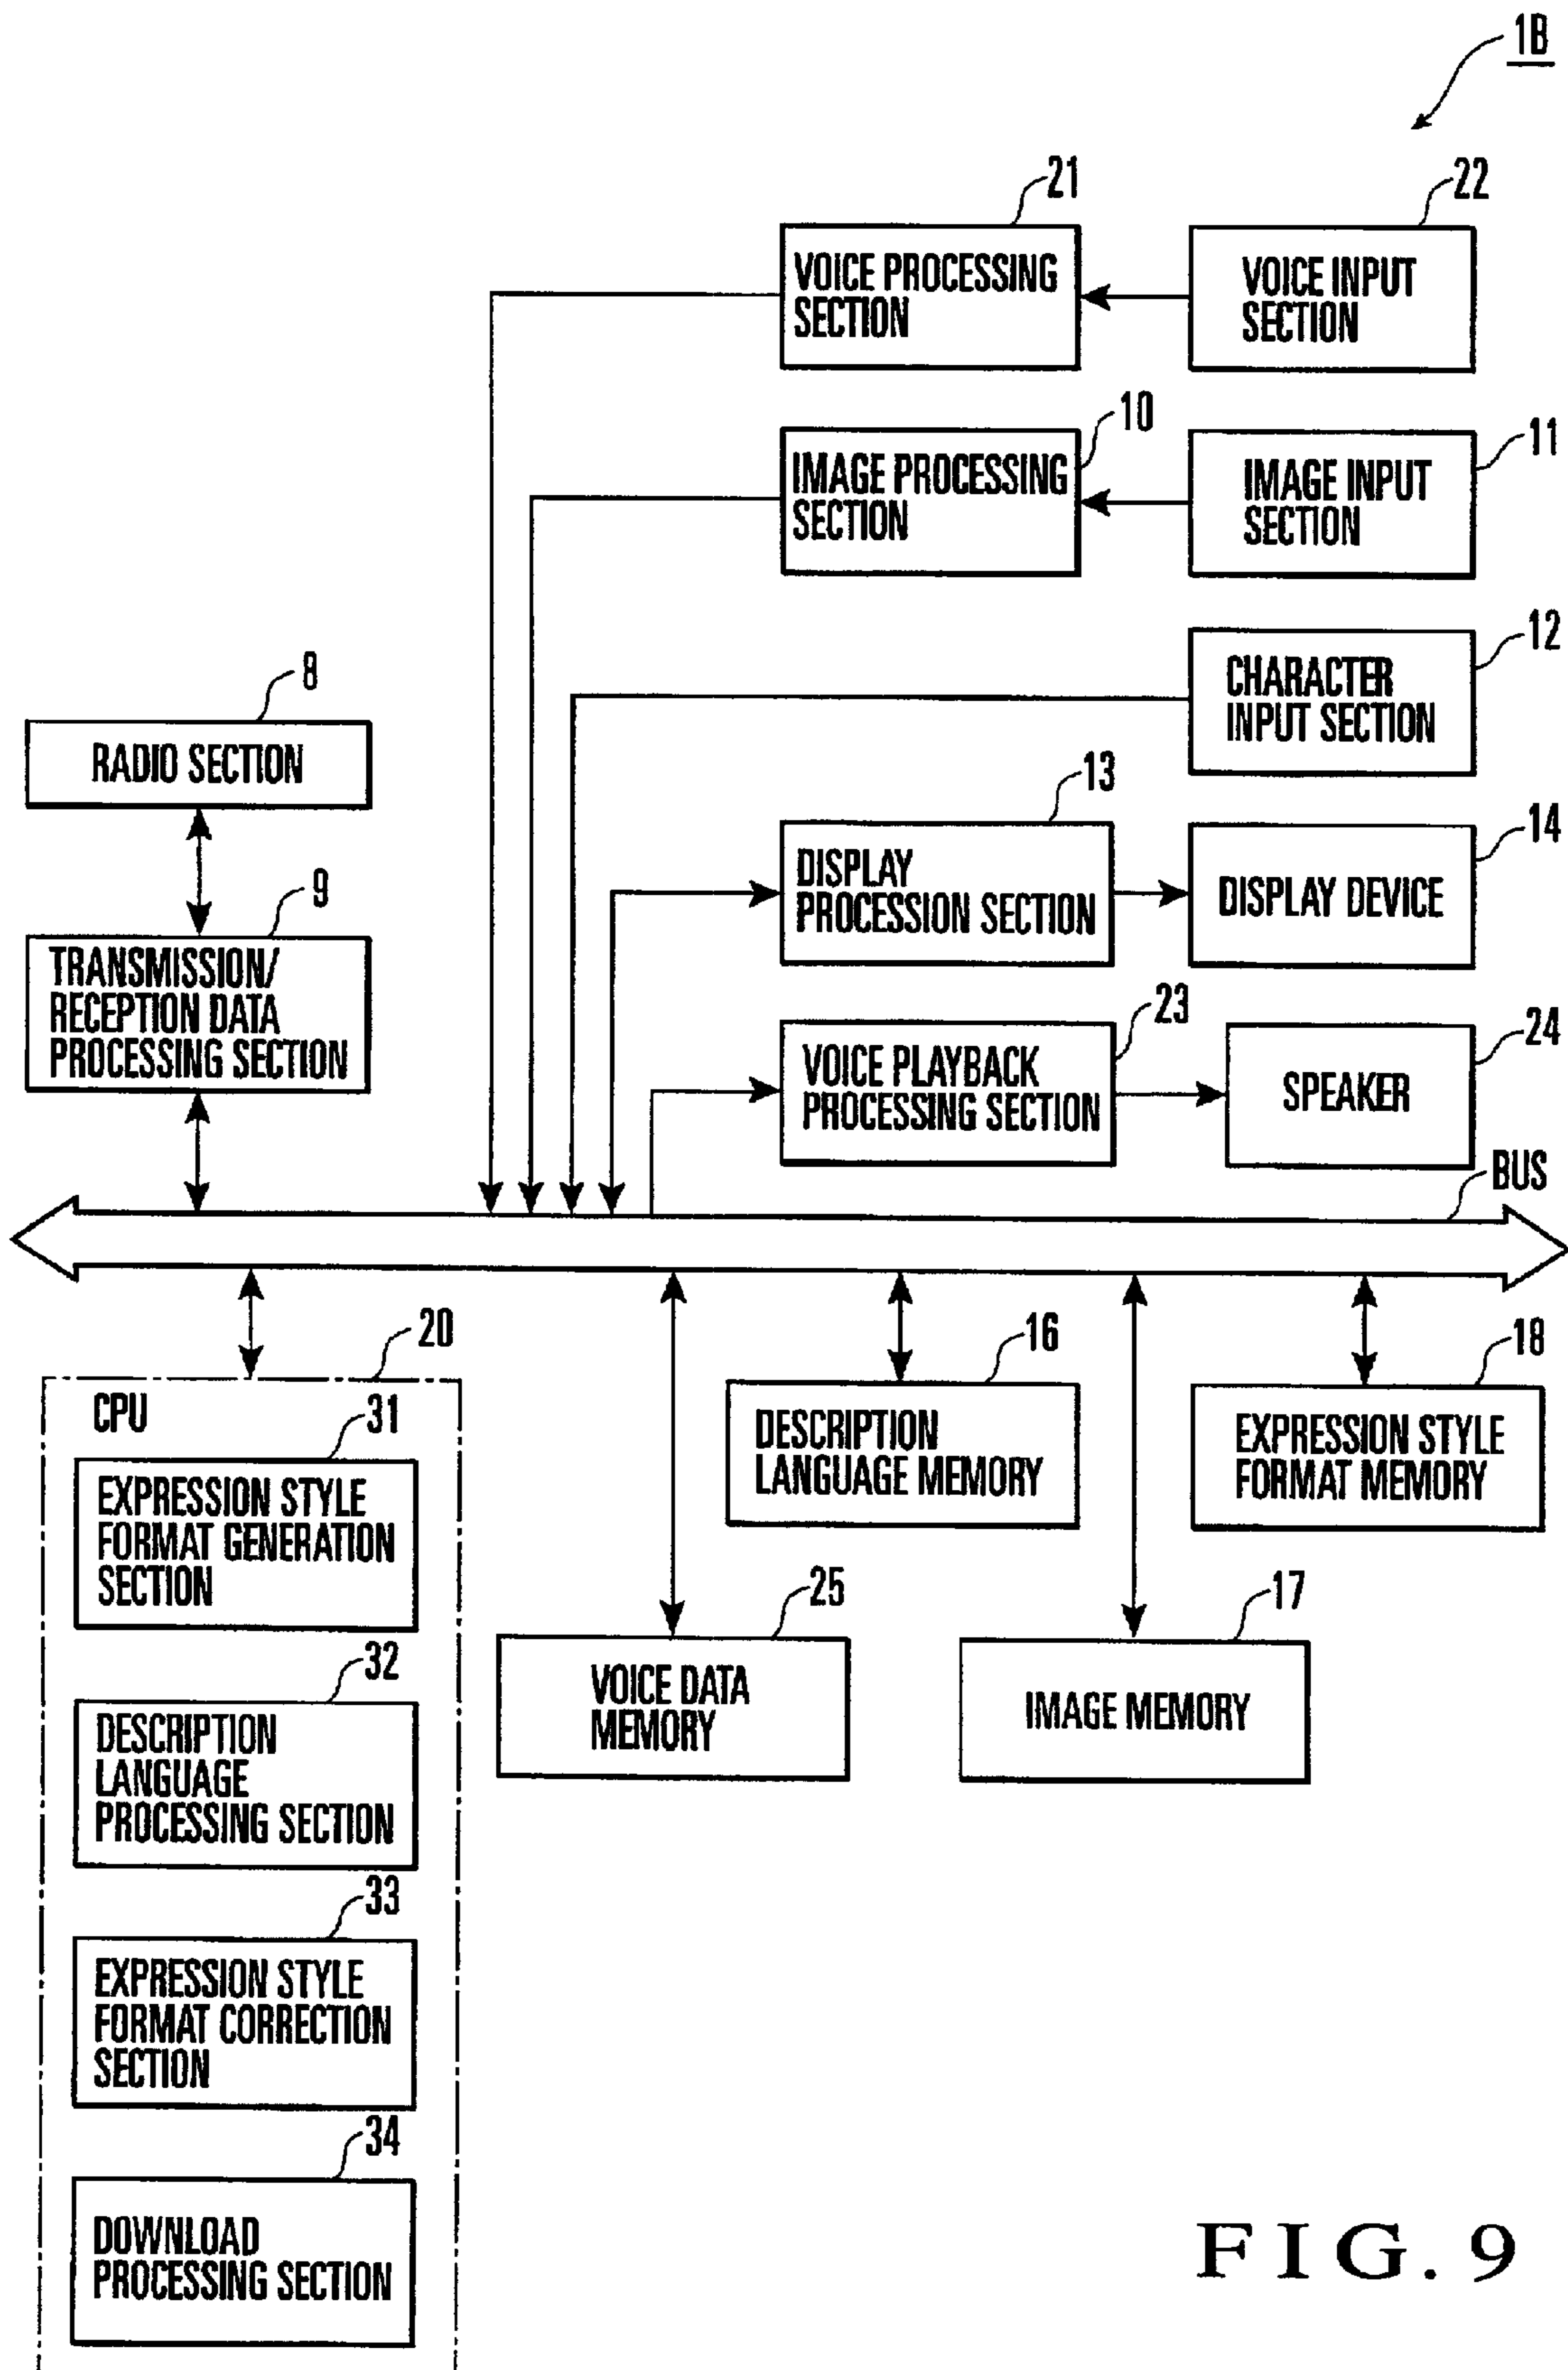 1B
21
22
VOICE PROCESSING
SECTION
VOICE INPUT
SECTION
10
11
IMAGE PROCESSING
SECTION
IMAGE INPUT
SECTION
12
CHARACTER
INPUT SECTION
8
RADIO SECTION
13
14
DISPLAY
PROCESSION SECTION
DISPLAY DEVICE
9
TRANSMISSION/
RECEPTION DATA
PROCESSING SECTION
23
24
VOICE PLAYBACK
PROCESSING SECTION
SPEAKER
BUS
20
CPU
31
EXPRESSION STYLE
FORMAT GENERATION
SECTION
16
DESCRIPTION
LANGUAGE MEMORY
18
EXPRESSION STYLE
FORMAT MEMORY
25
VOICE DATA
MEMORY
17
IMAGE MEMORY
32
DESCRIPTION
LANGUAGE
PROCESSING SECTION
33
EXPRESSION STYLE
FORMAT CORRECTION
SECTION
34
DOWNLOAD
PROCESSING SECTION
FIG. 9